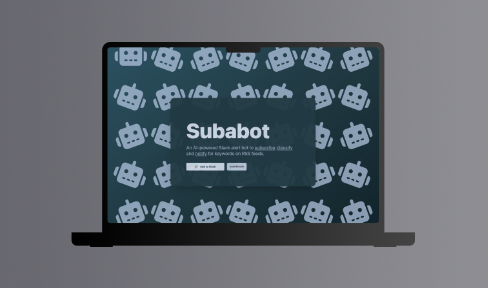 Subabot
An AI-powered Slack alert bot to subscribe classify
and notify for keywords on RSS feeds.
Add to Slack